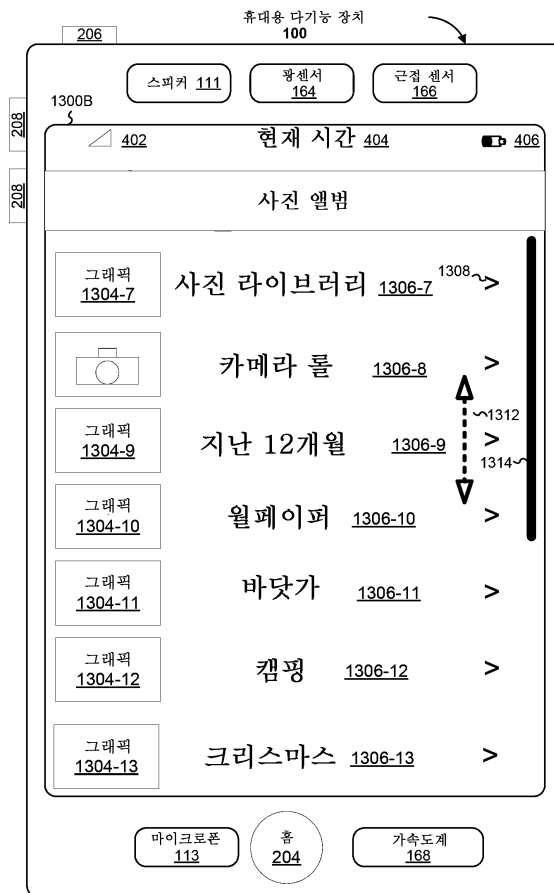 휴대용 다기능 장치
100
206
스피커 111
광센서
164
근접 센서
166
1300B
208
208
402
현재 시간 404
406
사진 앨범
그래픽
1304-7
사진 라이브러리 1306-7
1308
>
카메라 롤 1306-8
>
1312
그래픽
1304-9
지난 12개월 1306-9
>
1314
그래픽
1304-10
월페이퍼 1306-10
>
그래픽
1304-11
바닷가 1306-11
>
그래픽
1304-12
캠핑 1306-12
>
그래픽
1304-13
크리스마스 1306-13
>
마이크로폰
113
홈
204
가속도계
168